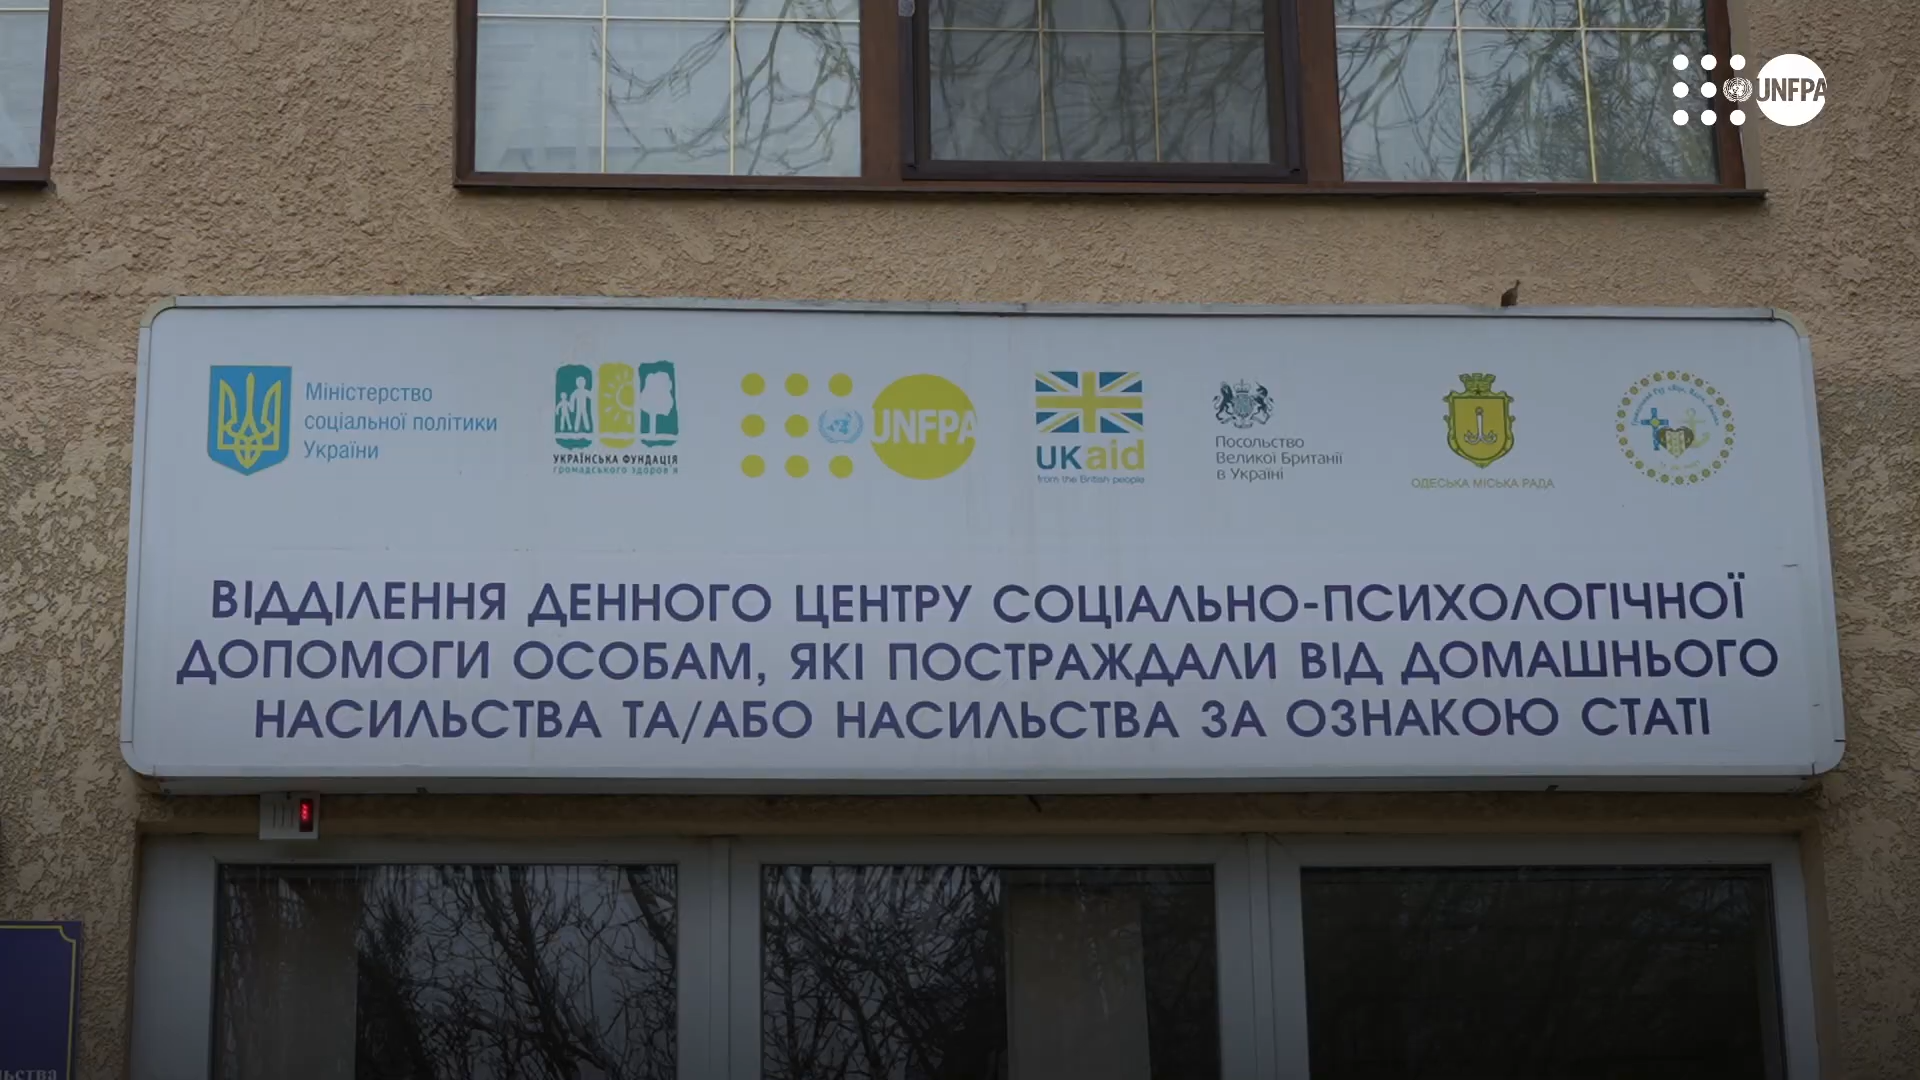 UNFPA
Міністерство
соціальної політики
України
УКРАЇНСЬКА ФУНДАЦІЯ
ГРОМАДСЬКОГО ЗДОРОВ'Я
UNFPA
UKaid
from the British people
Посольство
Великої Британії
в Україні
ОДЕСЬКА МІСЬКА РАДА
ВІДДІЛЕННЯ ДЕННОГО ЦЕНТРУ СОЦІАЛЬНО-ПСИХОЛОГІЧНОЇ
ДОПОМОГИ ОСОБАМ, ЯКІ ПОСТРАЖДАЛИ ВІД ДОМАШНЬОГО
НАСИЛЬСТВА ТА/АБО НАСИЛЬСТВА ЗА ОЗНАКОЮ СТАТІ